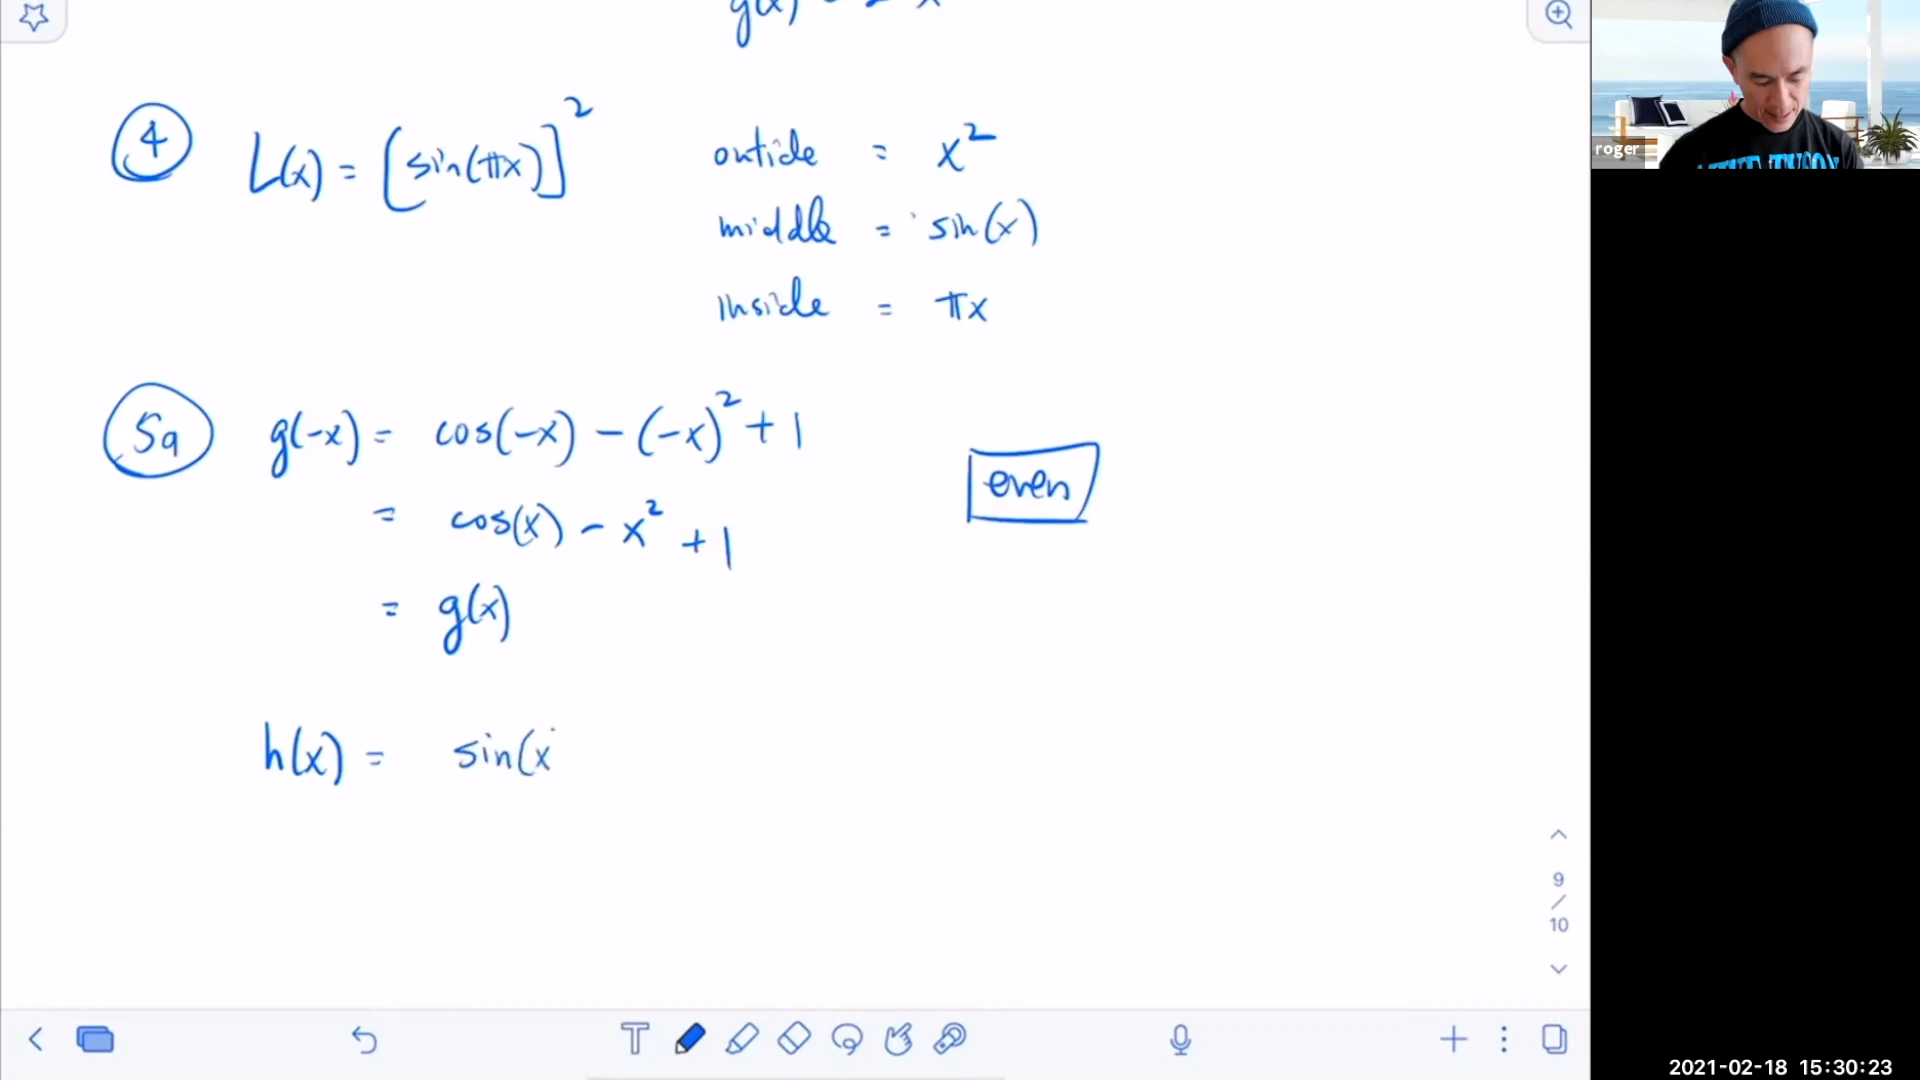 ④ L(x) = [sin(πx)]²
outide = x²
middle = sin(x)
inside = πx
5a g(-x) = cos(-x) - (-x)² + 1
= cos(x) - x² + 1
= g(x)
even
h(x) = sin(x
roger
9
/
10
T
2021-02-18 15:30:23